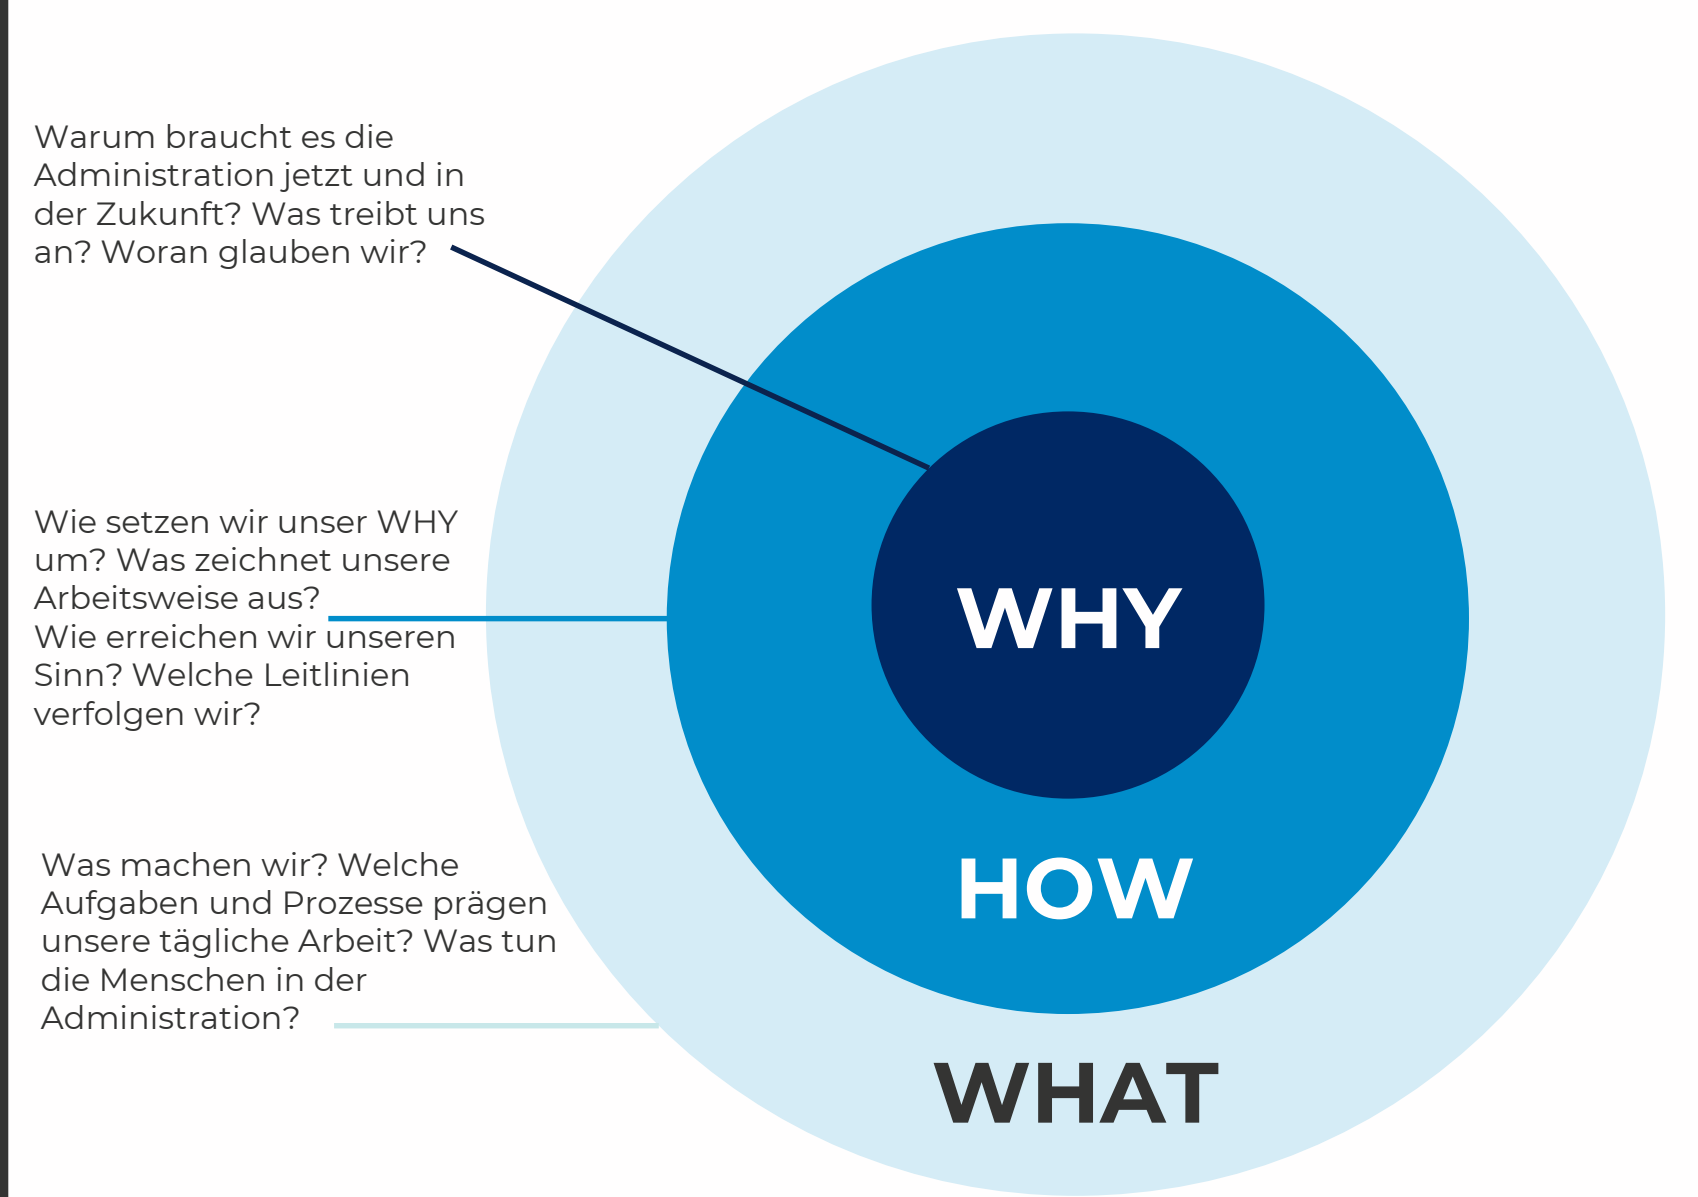 Warum braucht es die
Administration jetzt und in
der Zukunft? Was treibt uns
an? Woran glauben wir?
Wie setzen wir unser WHY
um? Was zeichnet unsere
Arbeitsweise aus?
Wie erreichen wir unseren
Sinn? Welche Leitlinien
verfolgen wir?
Was machen wir? Welche
Aufgaben und Prozesse prägen
unsere tägliche Arbeit? Was tun
die Menschen in der
Administration?
WHY
HOW
WHAT